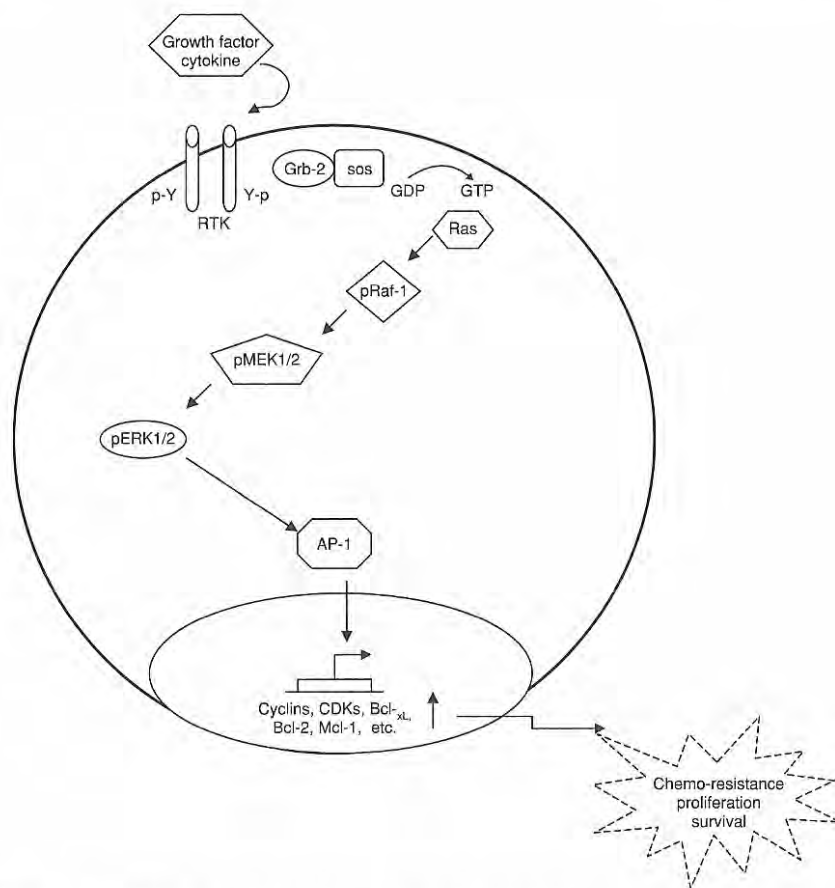 Growth factor
cytokine
Grb-2
sos
GDP
GTP
p-Y
Y-p
RTK
Ras
pRaf-1
pMEK1/2
pERK1/2
AP-1
Cyclins, CDKs, Bcl-xL,
Bcl-2, Mcl-1, etc.
Chemo-resistance
proliferation
survival